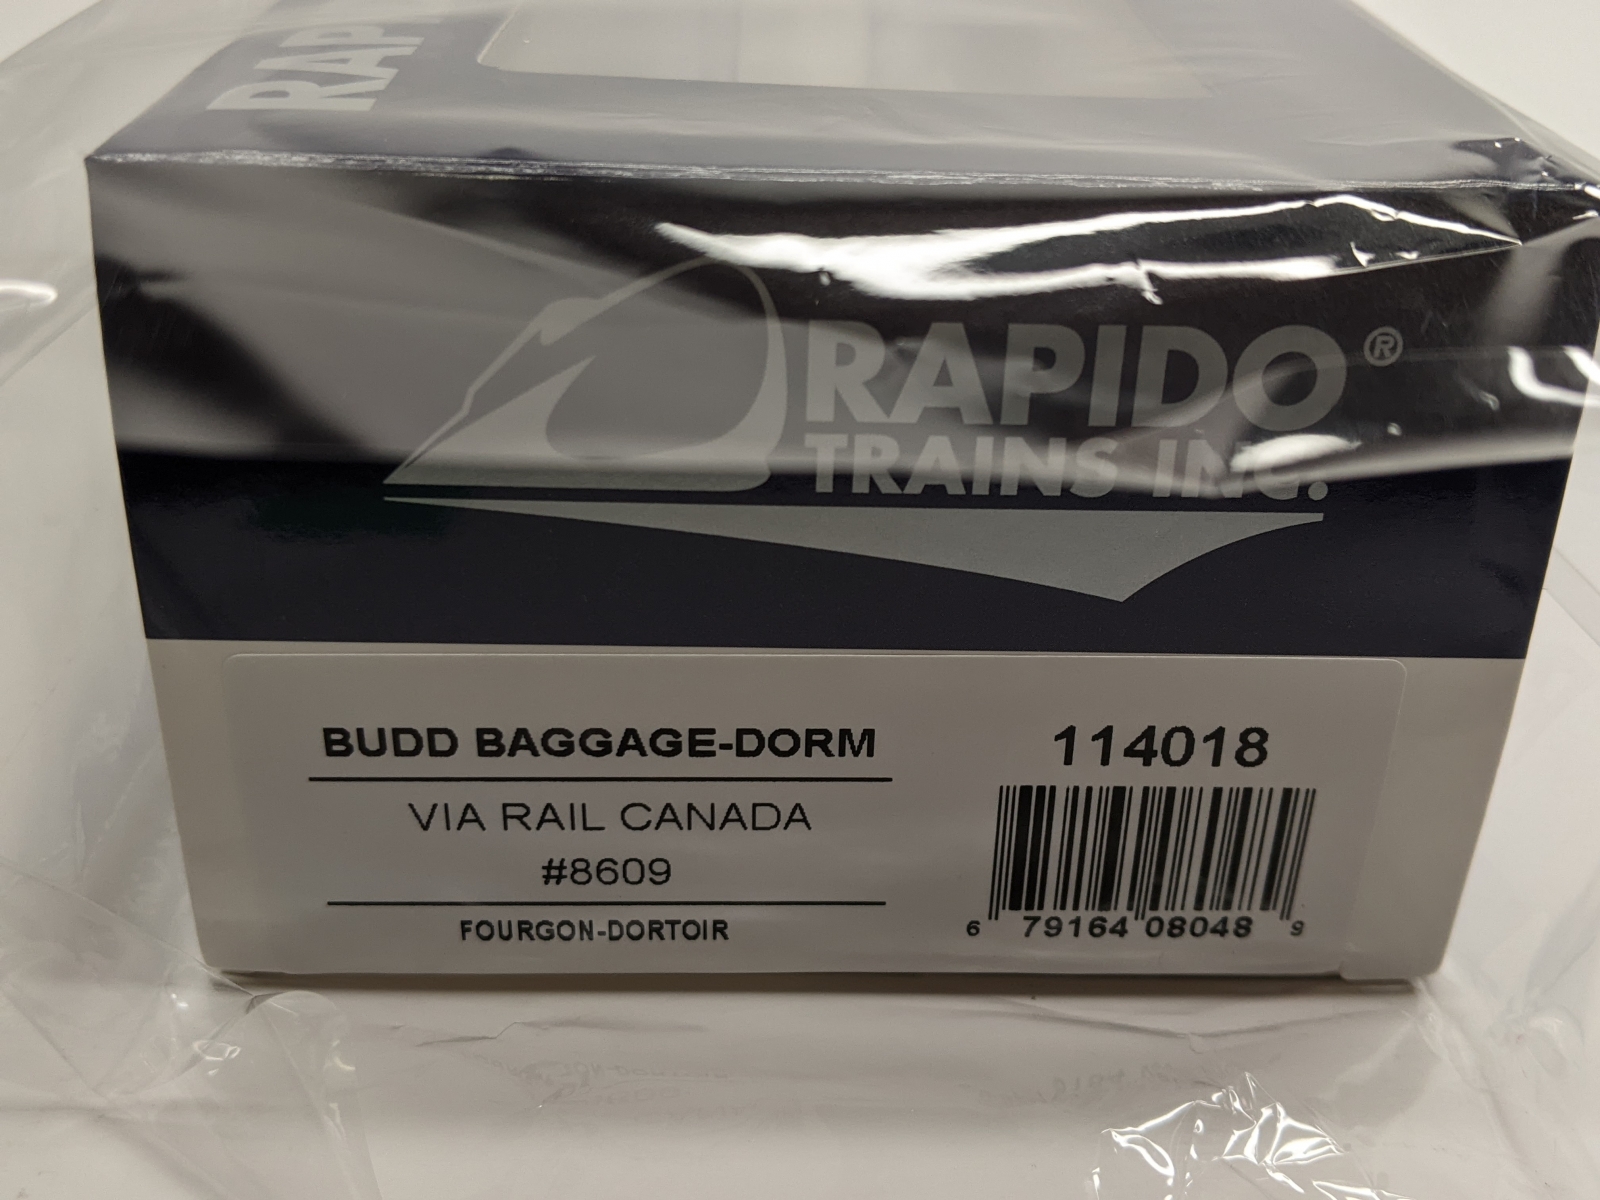 RAP
RAPIDO®
TRAINS INC.
BUDD BAGGAGE-DORM
114018
VIA RAIL CANADA
#8609
FOURGON-DORTOIR
6 79164 08048 9